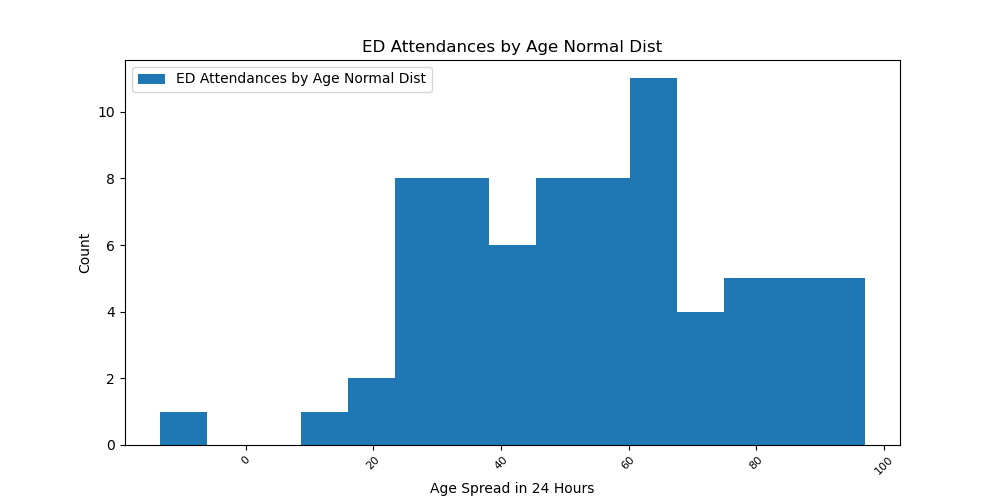 ED Attendances by Age Normal Dist
ED Attendances by Age Normal Dist
10
8
6
4
2
0
Count
0 20 40 60 80 100
Age Spread in 24 Hours